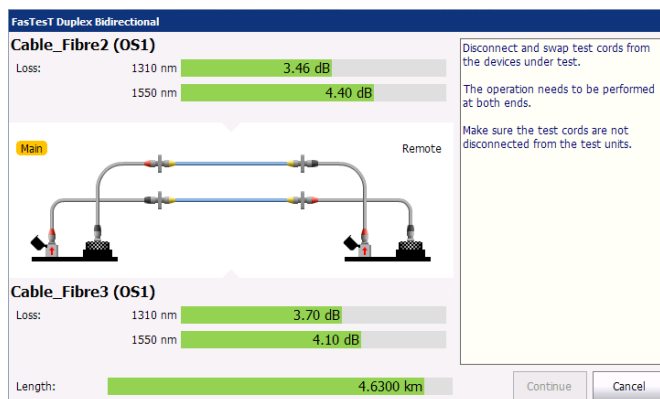 FasTesT Duplex Bidirectional
Cable_Fibre2 (OS1)
Loss: 1310 nm 3.46 dB
1550 nm 4.40 dB
Main Remote
Cable_Fibre3 (OS1)
Loss: 1310 nm 3.70 dB
1550 nm 4.10 dB
Length: 4.6300 km
Disconnect and swap test cords from
the devices under test.
The operation needs to be performed
at both ends.
Make sure the test cords are not
disconnected from the test units.
Continue Cancel